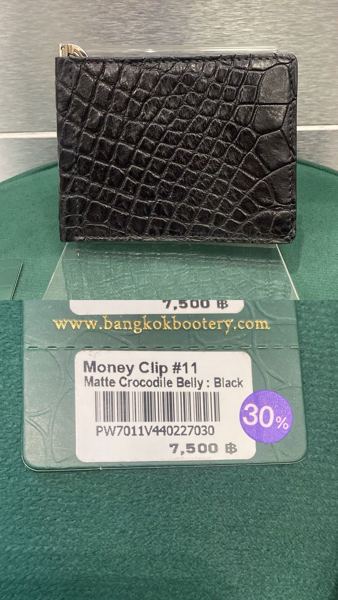 7,500 ฿
www.bangkokbootery.com
Money Clip #11
Matte Crocodile Belly : Black
30%
PW7011V440227030
7,500 ฿